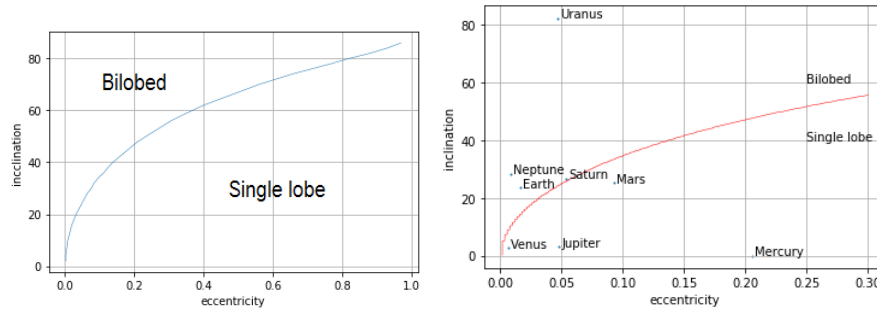 80
60
40
20
0
0.0 0.2 0.4 0.6 0.8 1.0
incclination
eccentricity
Bilobed
Single lobe
80
60
40
20
0
0.00 0.05 0.10 0.15 0.20 0.25 0.30
inclination
eccentricity
Uranus
Bilobed
Single lobe
Neptune
Earth
Saturn
Mars
Venus
Jupiter
Mercury